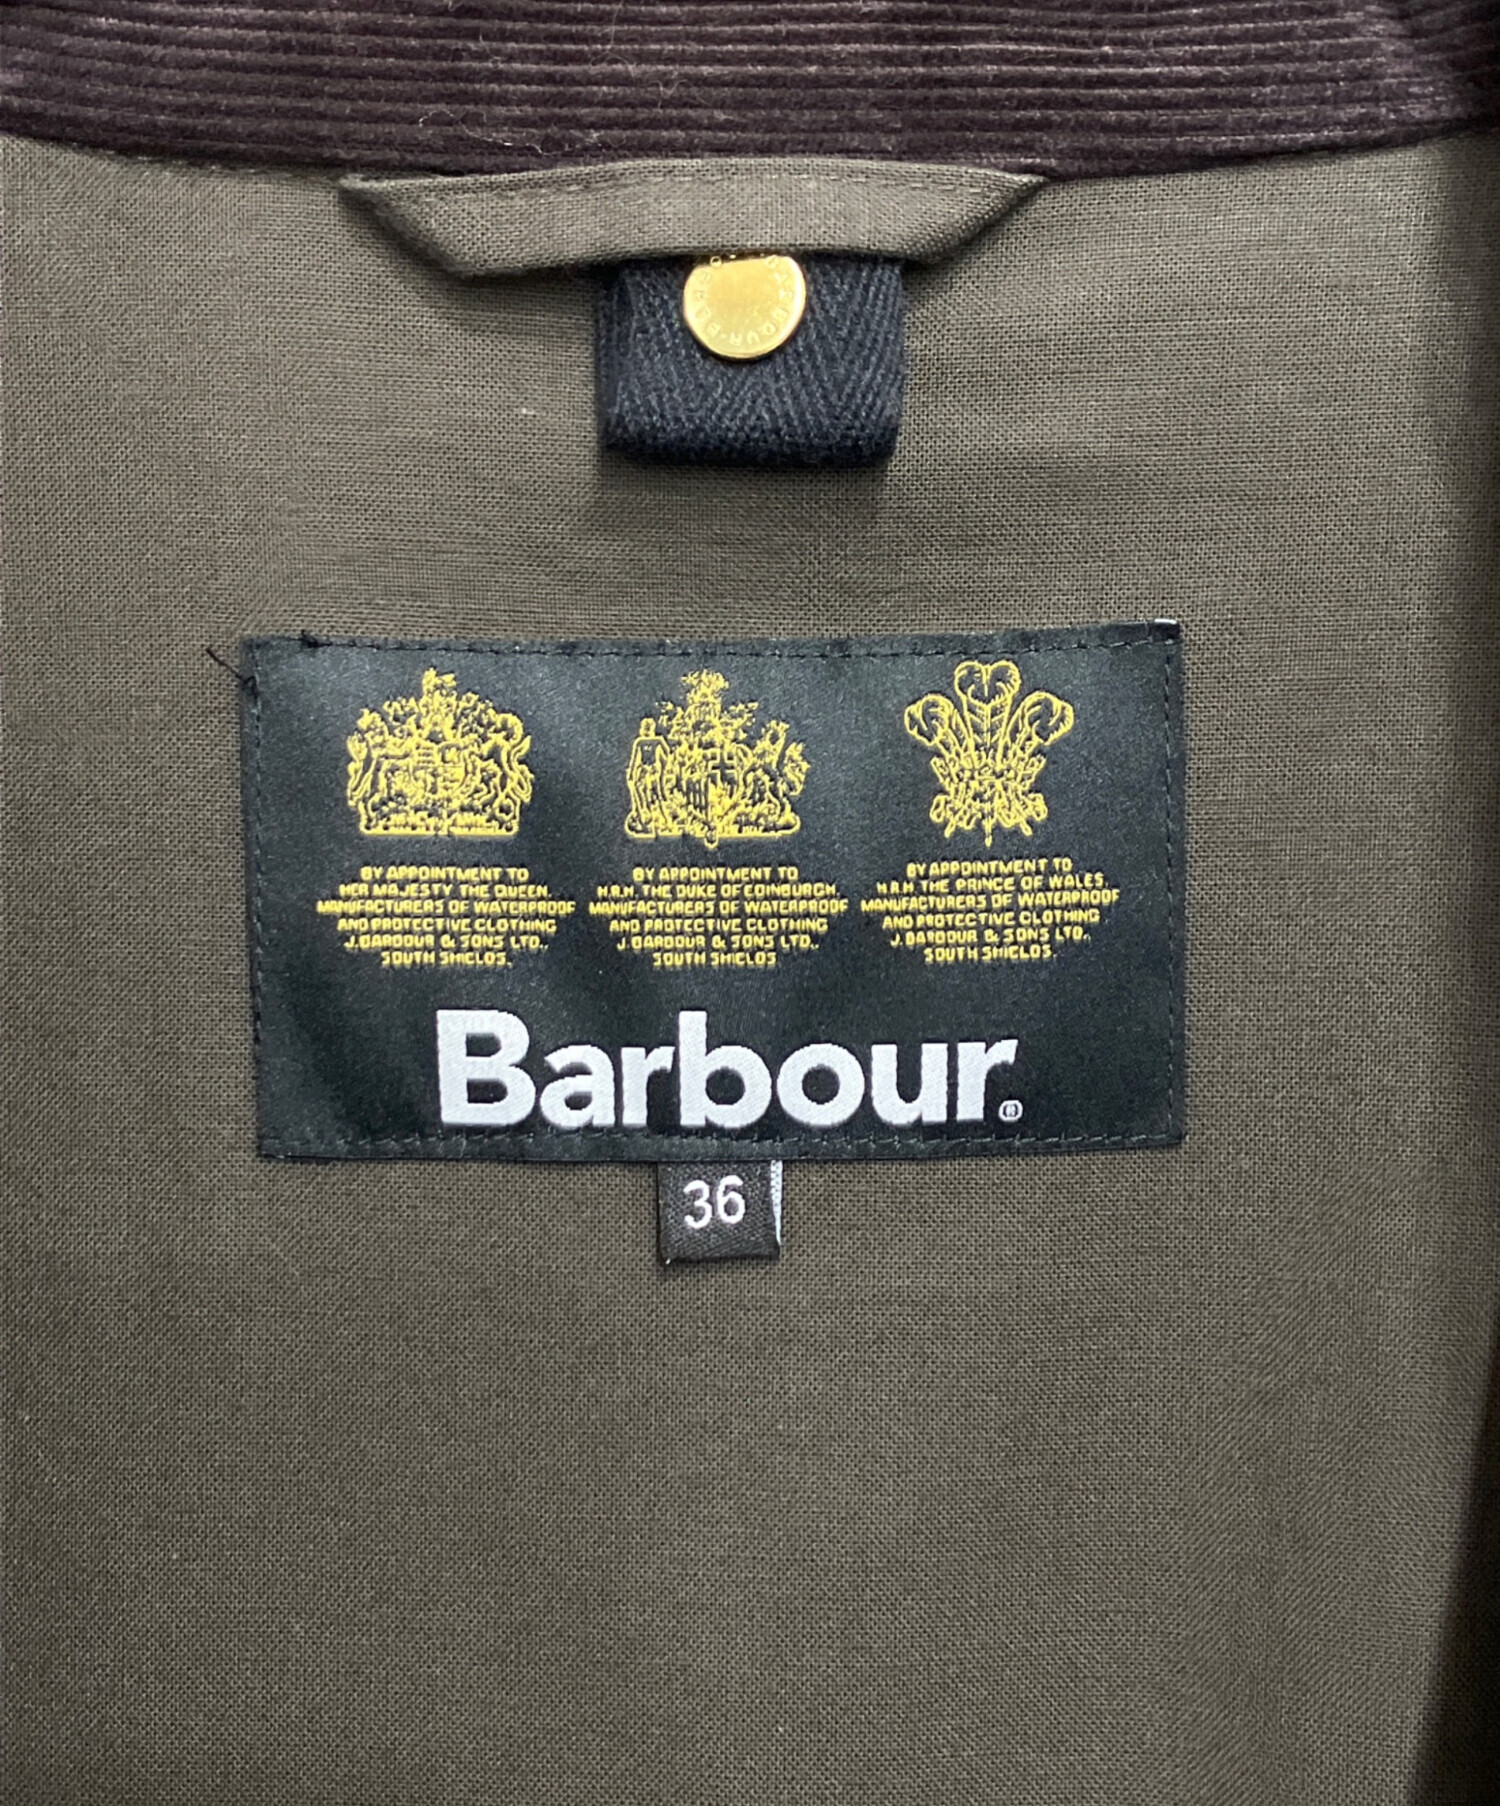 BARBOUR
BY APPOINTMENT TO
HER MAJESTY THE QUEEN.
MANUFACTURERS OF WATERPROOF
AND PROTECTIVE CLOTHING
J. BARBOUR & SONS LTD.,
SOUTH SHIELDS.
BY APPOINTMENT TO
H.R.H. THE DUKE OF EDINBURGH.
MANUFACTURERS OF WATERPROOF
AND PROTECTIVE CLOTHING
J. BARBOUR & SONS LTD.,
SOUTH SHIELDS
BY APPOINTMENT TO
H.R.H. THE PRINCE OF WALES.
MANUFACTURERS OF WATERPROOF
AND PROTECTIVE CLOTHING
J. BARBOUR & SONS LTD.,
SOUTH SHIELDS.
Barbour®
36